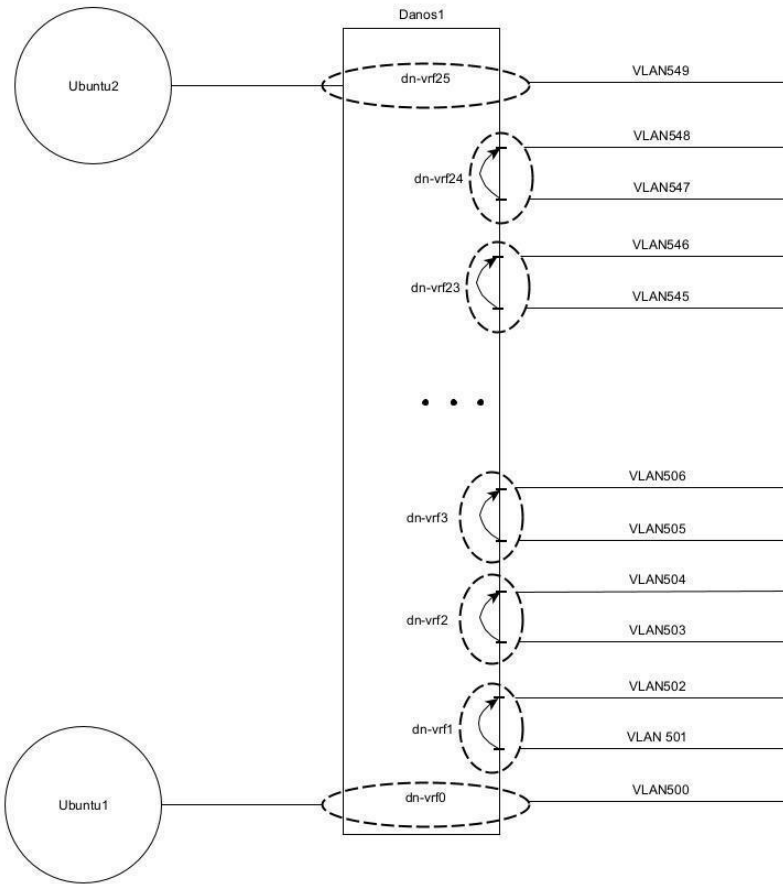 Danos1
Ubuntu2
dn-vrf25
VLAN549
VLAN548
dn-vrf24
VLAN547
VLAN546
dn-vrf23
VLAN545
VLAN506
dn-vrf3
VLAN505
VLAN504
dn-vrf2
VLAN503
VLAN502
dn-vrf1
VLAN 501
Ubuntu1
dn-vrf0
VLAN500